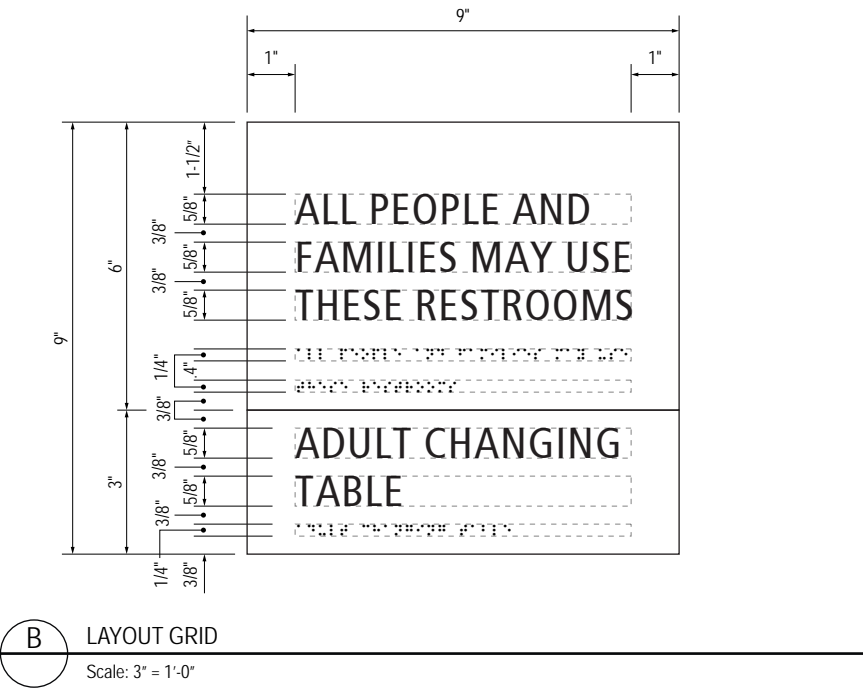 9"
1"
1"
1-1/2"
5/8"
3/8"
5/8"
3/8"
5/8"
6"
9"
1/4"
.4"
3/8"
5/8"
3/8"
5/8"
3/8"
3"
1/4"
3/8"
ALL PEOPLE AND
FAMILIES MAY USE
THESE RESTROOMS
ADULT CHANGING
TABLE
B
LAYOUT GRID
Scale: 3" = 1'-0"